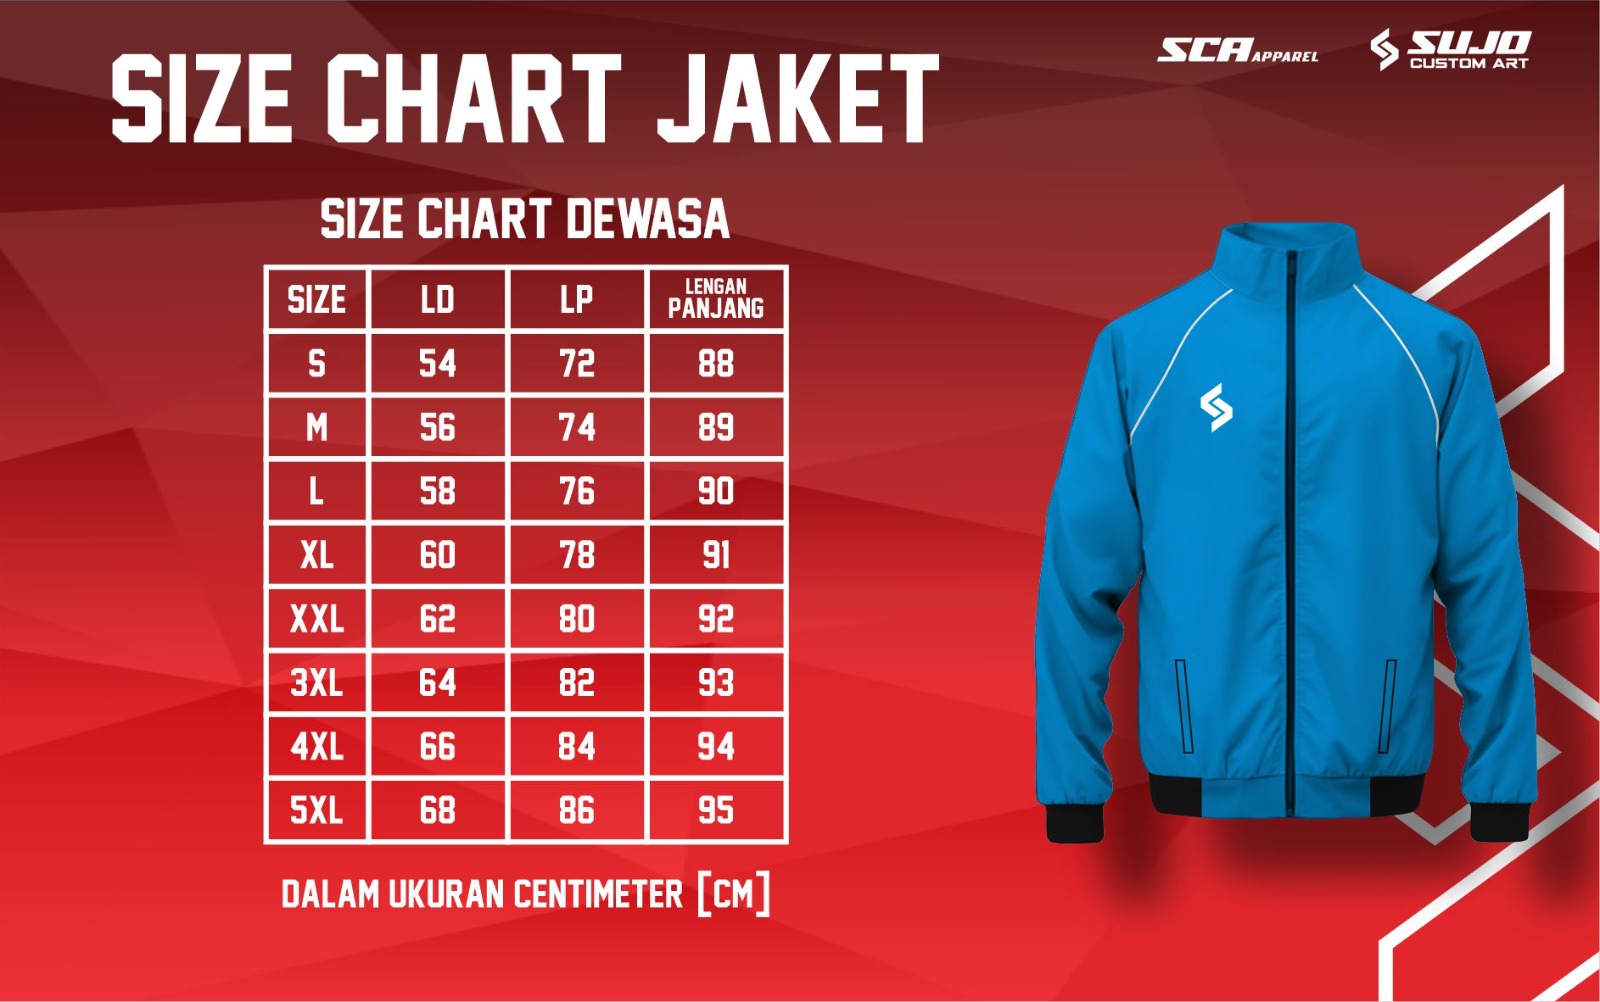 SCA APPAREL
SUJO
CUSTOM ART
SIZE CHART JAKET
SIZE CHART DEWASA
SIZE LD LP LENGAN PANJANG
S 54 72 88
M 56 74 89
L 58 76 90
XL 60 78 91
XXL 62 80 92
3XL 64 82 93
4XL 66 84 94
5XL 68 86 95
DALAM UKURAN CENTIMETER [CM]